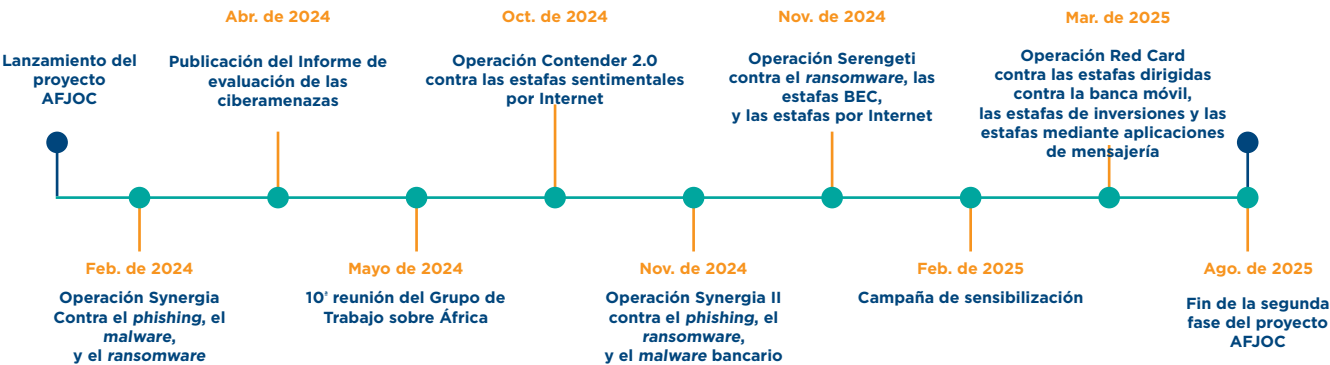 Lanzamiento del
proyecto
AFJOC
Feb. de 2024
Operación Synergia
Contra el phishing, el
malware,
y el ransomware
Abr. de 2024
Publicación del Informe de
evaluación de las
ciberamenazas
Mayo de 2024
10ª reunión del Grupo de
Trabajo sobre África
Oct. de 2024
Operación Contender 2.0
contra las estafas sentimentales
por Internet
Nov. de 2024
Operación Synergia II
contra el phishing, el
ransomware,
y el malware bancario
Nov. de 2024
Operación Serengeti
contra el ransomware, las
estafas BEC,
y las estafas por Internet
Feb. de 2025
Campaña de sensibilización
Mar. de 2025
Operación Red Card
contra las estafas dirigidas
contra la banca móvil,
las estafas de inversiones y las
estafas mediante aplicaciones
de mensajería
Ago. de 2025
Fin de la segunda
fase del proyecto
AFJOC